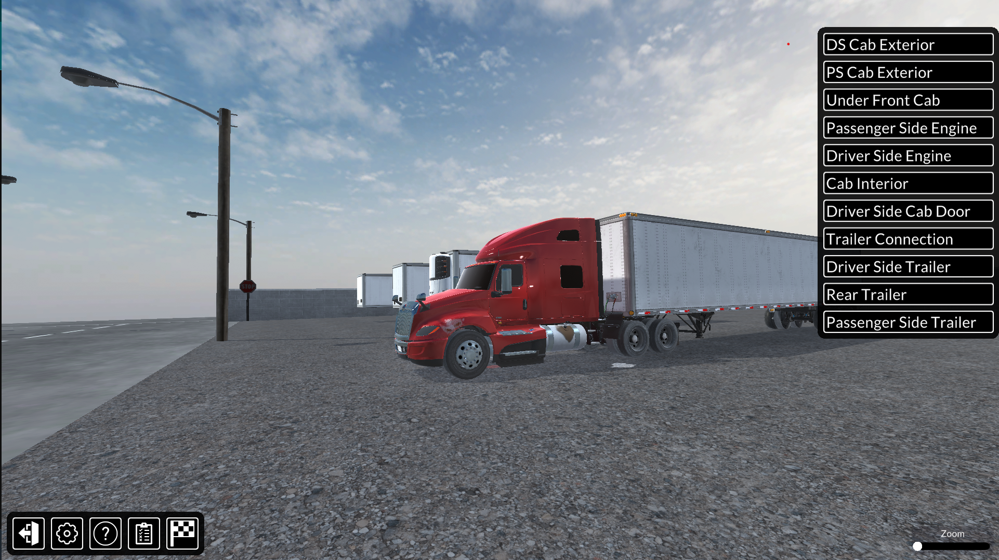 DS Cab Exterior
PS Cab Exterior
Under Front Cab
Passenger Side Engine
Driver Side Engine
Cab Interior
Driver Side Cab Door
Trailer Connection
Driver Side Trailer
Rear Trailer
Passenger Side Trailer
STOP
?
Zoom